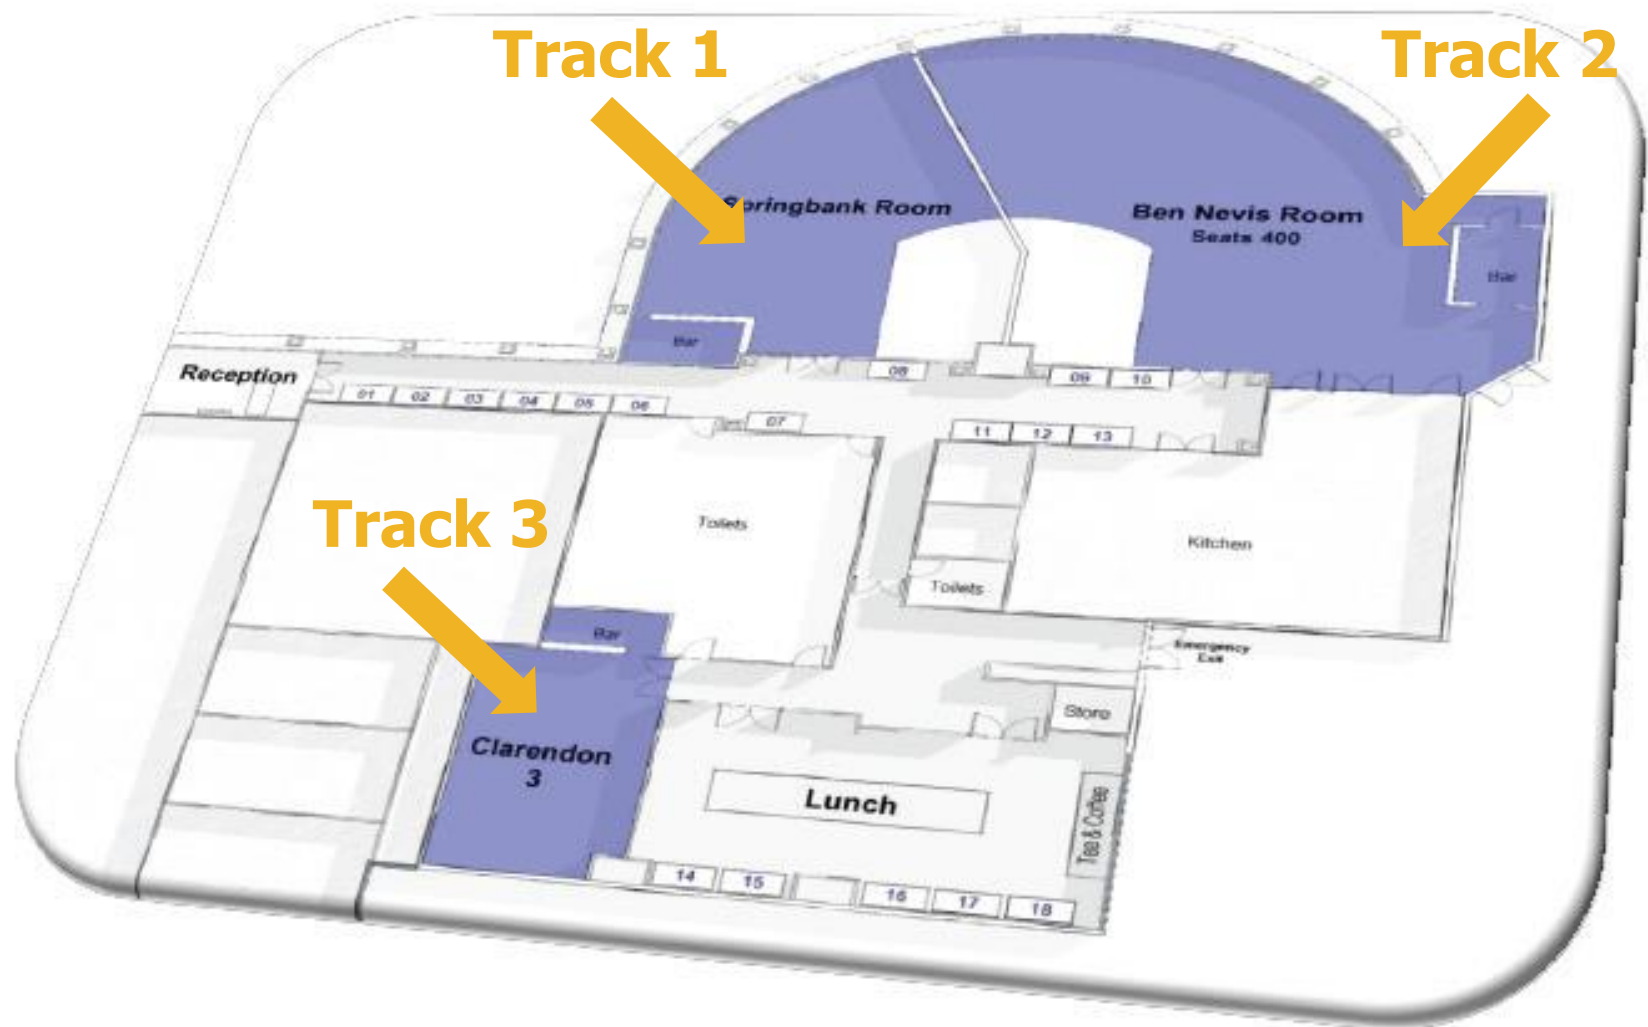 Track 1
Track 2
Springbank Room
Ben Nevis Room
Seats 400
Bar
Bar
Reception
01
02
03
04
05
06
07
08
09
10
11
12
13
Track 3
Toilets
Toilets
Kitchen
Bar
Emergency
Exit
Store
Clarendon
3
Lunch
Tea & Coffee
14
15
16
17
18